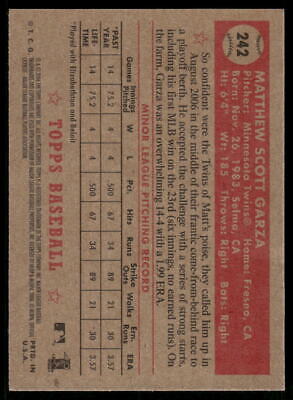 242
MATTHEW SCOTT GARZA
Pitcher: Minnesota Twins® Home: Fresno, CA
Born: Nov. 26, 1983, Selma, CA
Ht: 6'4" Wt: 185 Throws: Right Bats: Right
So confident were the Twins of Matt's poise, they called him up in
August 2006 in the middle of their frantic come-from-behind race to
a playoff berth. He accepted the challenge with a series of strong starts,
including his first MLB win on the 23rd (six innings, no earned runs). On
the farm, Garza was an overwhelming 14-4 with a 1.99 ERA.
MINOR LEAGUE PITCHING RECORD
Games Innings Pitched W L Pct. Hits Runs Strike Outs Walks Ern. Runs ERA
*PAST YEAR 14 75.2 4 4 .500 67 34 89 21 30 3.57
LIFE- TIME 14 75.2 4 4 .500 67 34 89 21 30 3.57
*Played with Elizabethton and Beloit
TOPPS BASEBALL
© T. C. G.
PRTD. IN
U.S.A.